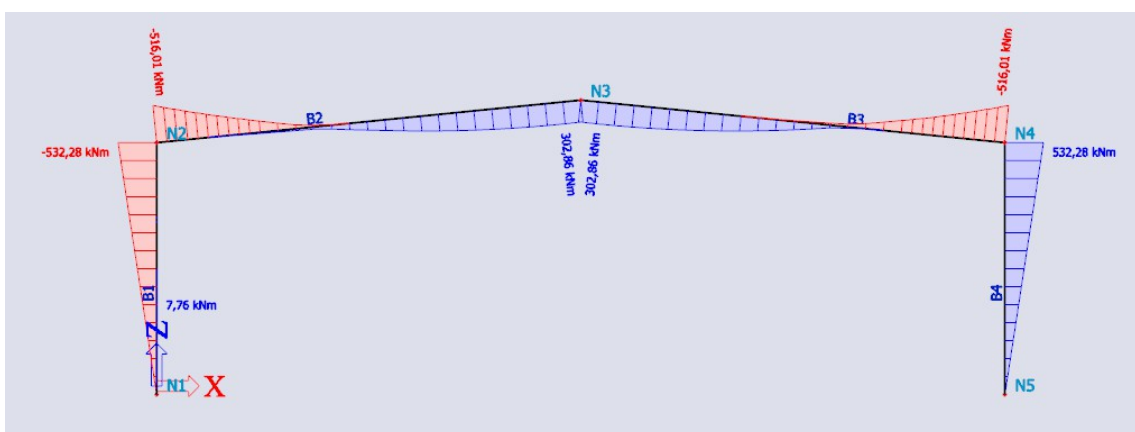 -516,01 kNm
-516,01 kNm
N3
B2
B3
N2
N4
-532,28 kNm
532,28 kNm
302,86 kNm
302,86 kNm
B1
7,76 kNm
B4
Z
N1
X
N5